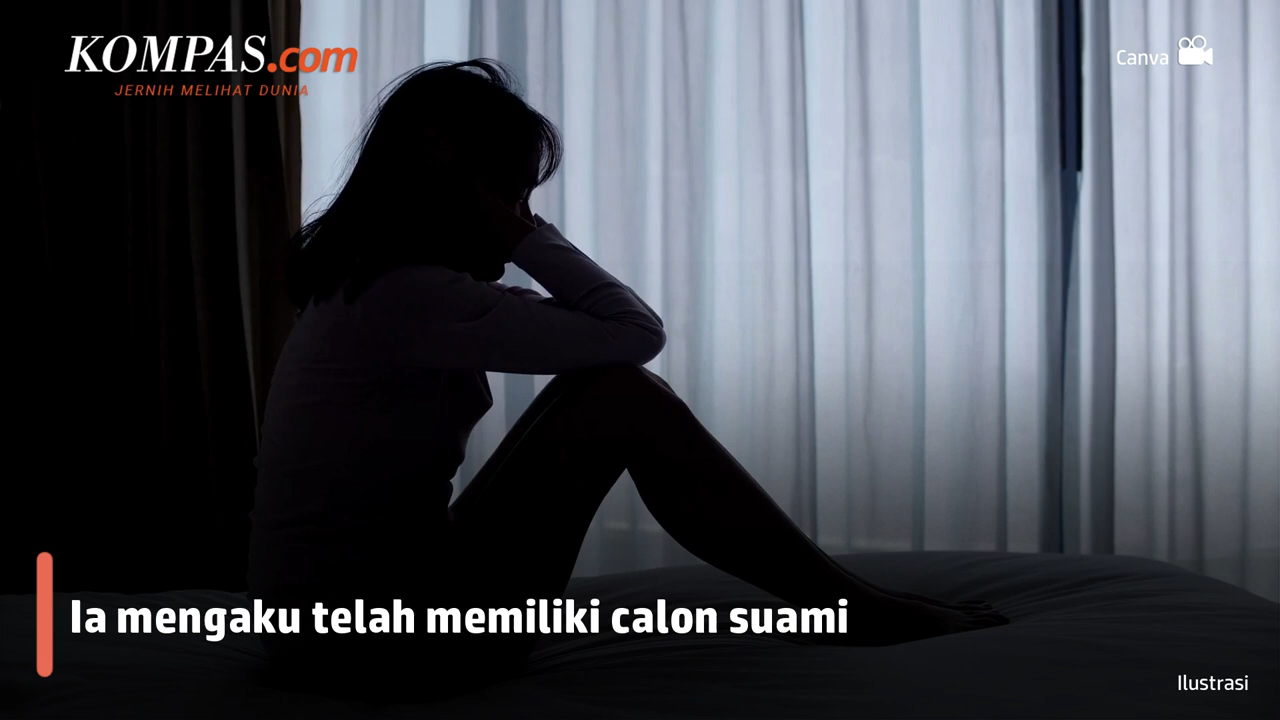 KOMPAS.com
JERNIH MELIHAT DUNIA
Canva
Ia mengaku telah memiliki calon suami
Ilustrasi